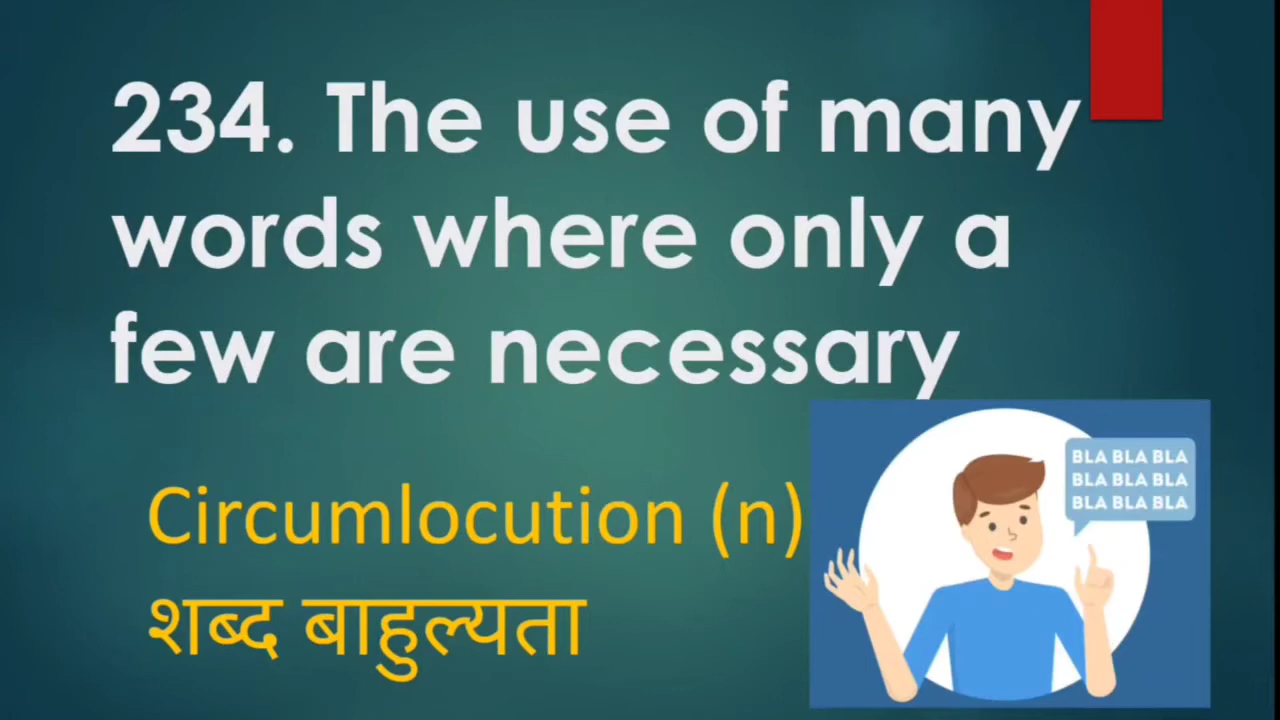 234. The use of many
words where only a
few are necessary
Circumlocution (n)
शब्द बाहुल्यता
BLA BLA BLA
BLA BLA BLA
BLA BLA BLA